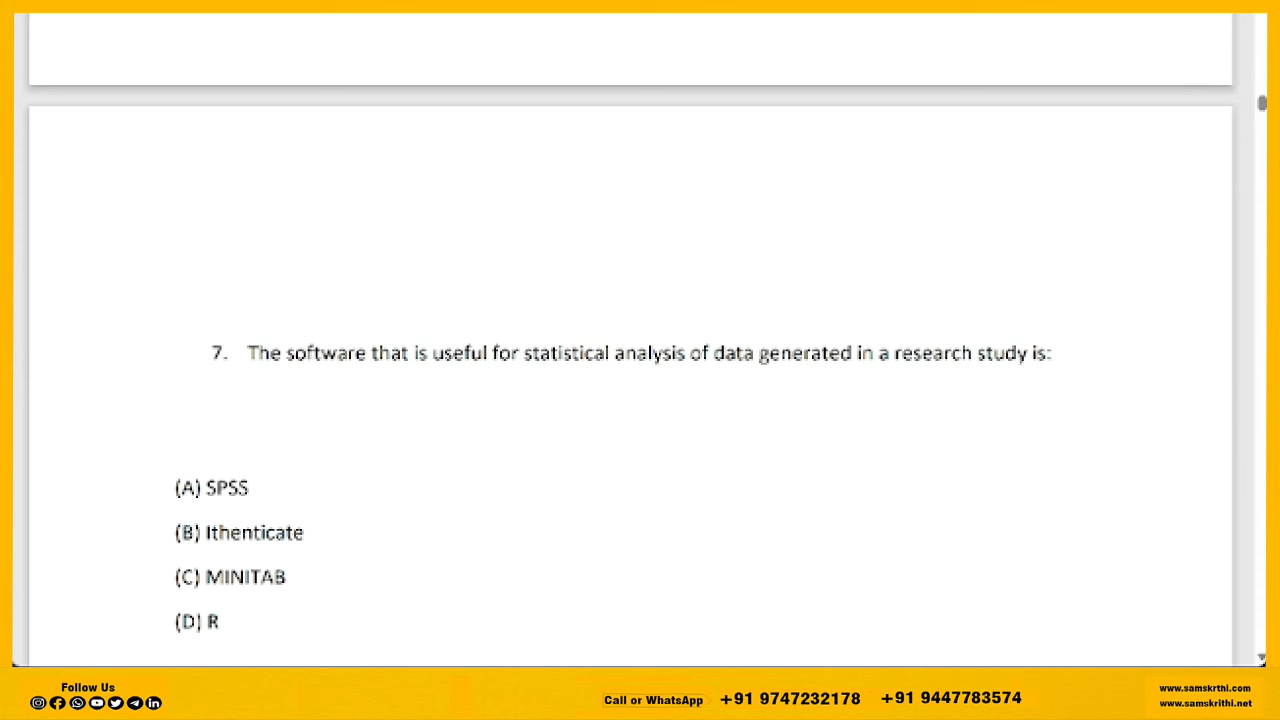 7. The software that is useful for statistical analysis of data generated in a research study is:
(A) SPSS
(B) Ithenticate
(C) MINITAB
(D) R
Follow Us
Call or WhatsApp +91 9747232178 +91 9447783574
www.samskrthi.com
www.samskrithi.net